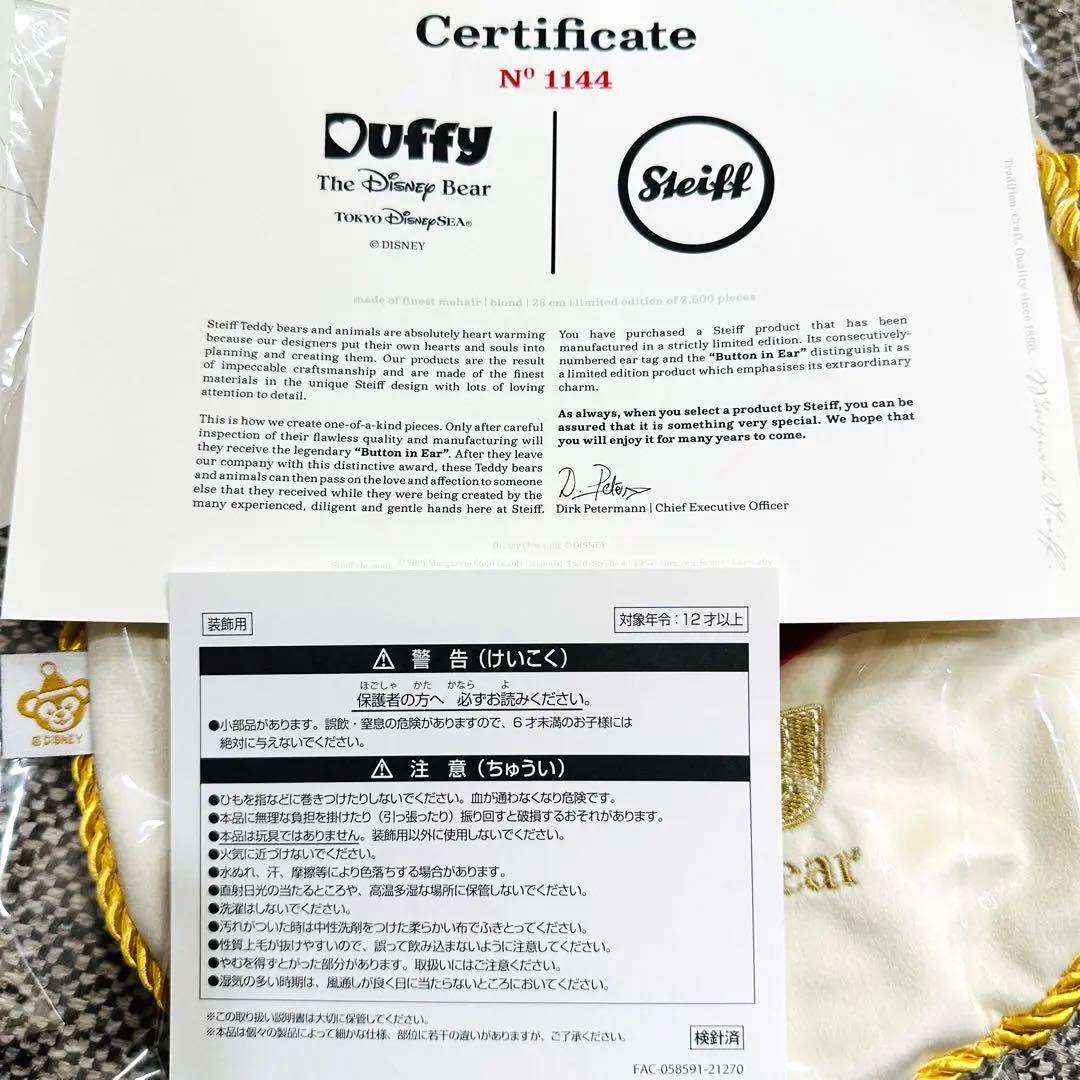 Certificate
Nº 1144
Duffy
The Disney Bear
TOKYO DISNEYSEA®
© DISNEY
Steiff
made of finest mohair | blond | 28 cm | limited edition of 2,500 pieces
Steiff Teddy bears and animals are absolutely heart warming
because our designers put their own hearts and souls into
planning and creating them. Our products are the result
of impeccable craftsmanship and are made of the finest
materials in the unique Steiff design with lots of loving
attention to detail.
This is how we create one-of-a-kind pieces. Only after careful
inspection of their flawless quality and manufacturing will
they receive the legendary “Button in Ear”. After they leave
our company with this distinctive award, these Teddy bears
and animals can then pass on the love and affection to someone
else that they received while they were being created by the
many experienced, diligent and gentle hands here at Steiff.
You have purchased a Steiff product that has been
manufactured in a strictly limited edition. Its consecutively-
numbered ear tag and the “Button in Ear” distinguish it as
a limited edition product which emphasises its extraordinary
charm.
As always, when you select a product by Steiff, you can be
assured that it is something very special. We hope that
you will enjoy it for many years to come.
D. Peters
Dirk Petermann | Chief Executive Officer
Tradition. Craft. Quality since 1880.
© DISNEY
装飾用
対象年令：12才以上
⚠ 警 告（けいこく）
ほごしゃ かた かなら よ
保護者の方へ 必ずお読みください。
●小部品があります。誤飲・窒息の危険がありますので、6才未満のお子様には
絶対に与えないでください。
⚠ 注 意（ちゅうい）
●ひもを指などに巻きつけたりしないでください。血が通わなくなり危険です。
●本品に無理な負担を掛けたり（引っ張ったり）振り回すと破損するおそれがあります。
●本品は玩具ではありません。装飾用以外に使用しないでください。
●火気に近づけないでください。
●水ぬれ、汗、摩擦等により色落ちする場合があります。
●直射日光の当たるところや、高温多湿な場所に保管しないでください。
●洗濯はしないでください。
●汚れがついた時は中性洗剤をつけた柔らかい布でふきとってください。
●性質上毛が抜けやすいので、誤って飲み込まないように注意してください。
●やむを得ずとがった部分があります。取扱いにはご注意ください。
●湿気の多い時期は、風通しが良く日に当たらないところにおいてください。
※この取り扱い説明書は大切に保管してください。
※本品は個々の製品によって細かな仕様、部位に若干の違いがありますが、ご了承ください。
検針済
FAC-058591-21270
© DISNEY
ear